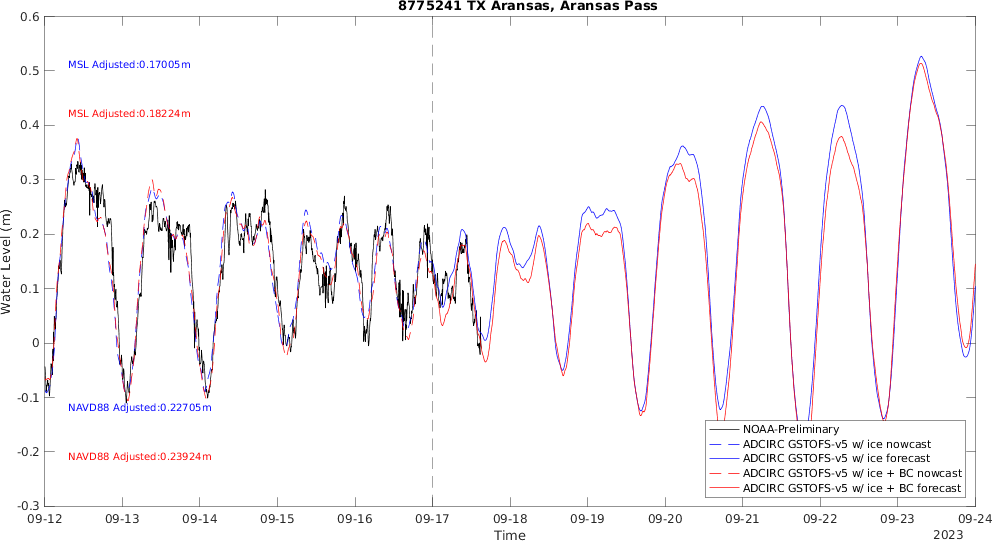 8775241 TX Aransas, Aransas Pass
0.6
0.5
0.4
0.3
0.2
0.1
0
-0.1
-0.2
-0.3
Water Level (m)
MSL Adjusted:0.17005m
MSL Adjusted:0.18224m
NAVD88 Adjusted:0.22705m
NAVD88 Adjusted:0.23924m
NOAA-Preliminary
ADCIRC GSTOFS-v5 w/ ice nowcast
ADCIRC GSTOFS-v5 w/ ice forecast
ADCIRC GSTOFS-v5 w/ ice + BC nowcast
ADCIRC GSTOFS-v5 w/ ice + BC forecast
09-12 09-13 09-14 09-15 09-16 09-17 09-18 09-19 09-20 09-21 09-22 09-23 09-24
Time
2023